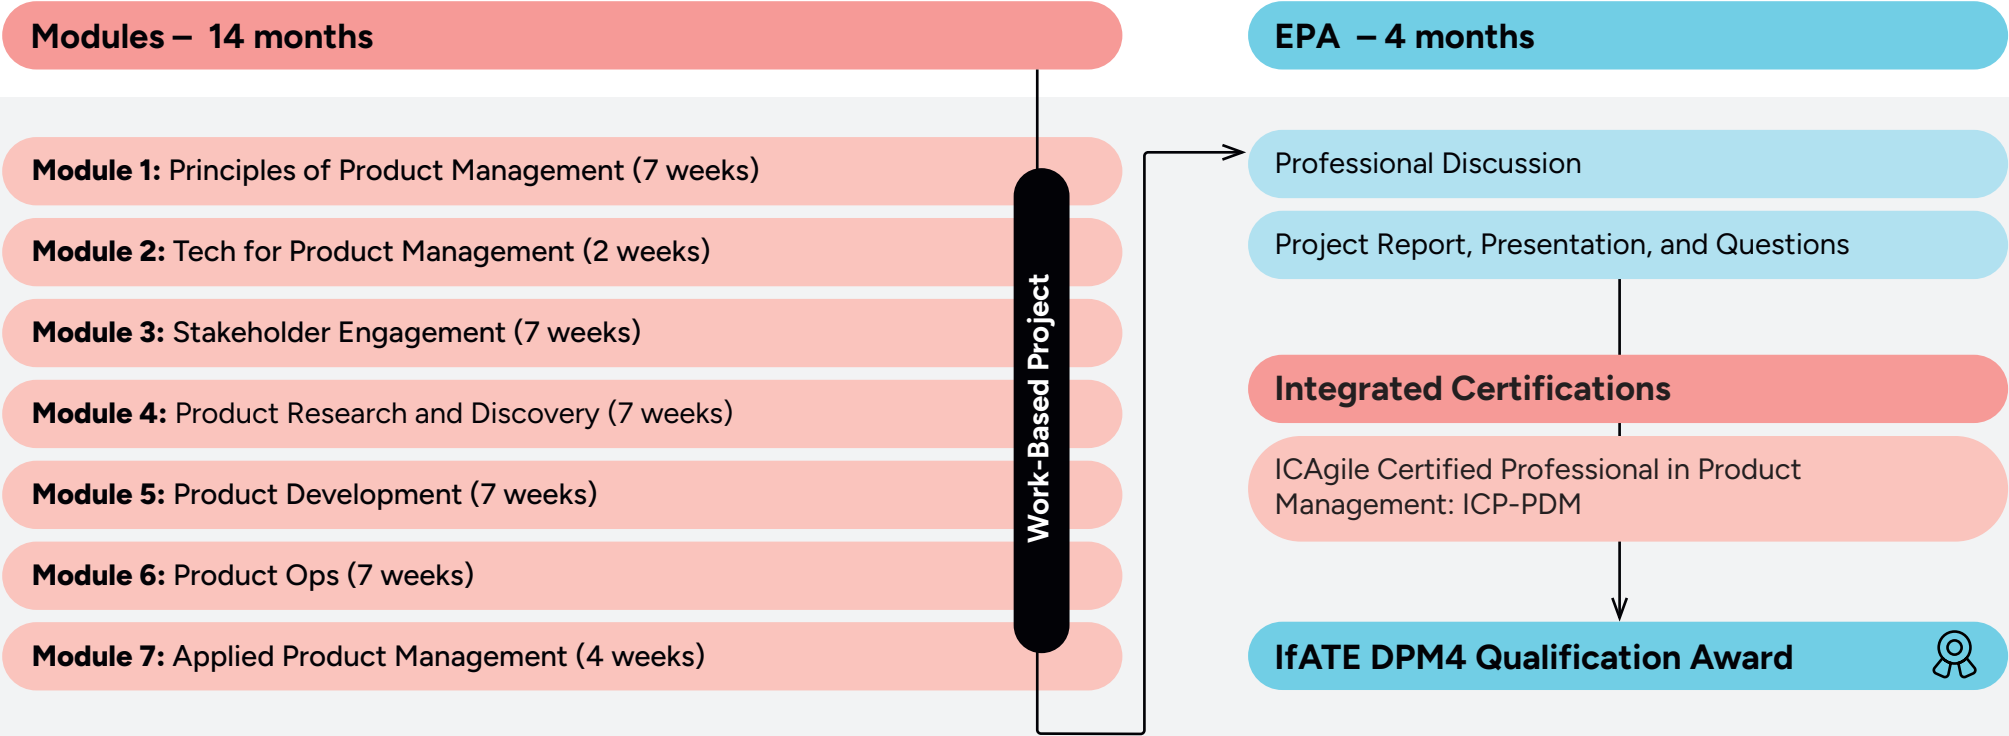 Modules –  14 months
Module 1: Principles of Product Management (7 weeks)
Module 2: Tech for Product Management (2 weeks)
Module 3: Stakeholder Engagement (7 weeks)
Module 4: Product Research and Discovery (7 weeks)
Module 5: Product Development (7 weeks)
Module 6: Product Ops (7 weeks)
Module 7: Applied Product Management (4 weeks)
Work-Based Project
EPA  – 4 months
Professional Discussion
Project Report, Presentation, and Questions
Integrated Certifications
ICAgile Certified Professional in Product
Management: ICP-PDM
IfATE DPM4 Qualification Award